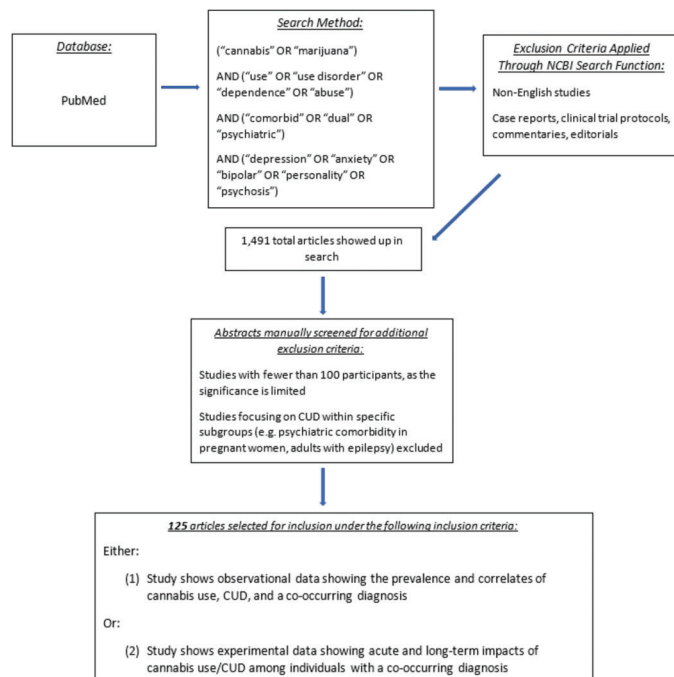 Database:
PubMed
Search Method:
(“cannabis” OR “marijuana”)
AND (“use” OR “use disorder” OR
“dependence” OR “abuse”)
AND (“comorbid” OR “dual” OR
“psychiatric”)
AND (“depression” OR “anxiety” OR
“bipolar” OR “personality” OR
“psychosis”)
Exclusion Criteria Applied
Through NCBI Search Function:
Non-English studies
Case reports, clinical trial protocols,
commentaries, editorials
1,491 total articles showed up in
search
Abstracts manually screened for additional
exclusion criteria:
Studies with fewer than 100 participants, as the
significance is limited
Studies focusing on CUD within specific
subgroups (e.g. psychiatric comorbidity in
pregnant women, adults with epilepsy) excluded
125 articles selected for inclusion under the following inclusion criteria:
Either:
(1) Study shows observational data showing the prevalence and correlates of
cannabis use, CUD, and a co-occurring diagnosis
Or:
(2) Study shows experimental data showing acute and long-term impacts of
cannabis use/CUD among individuals with a co-occurring diagnosis